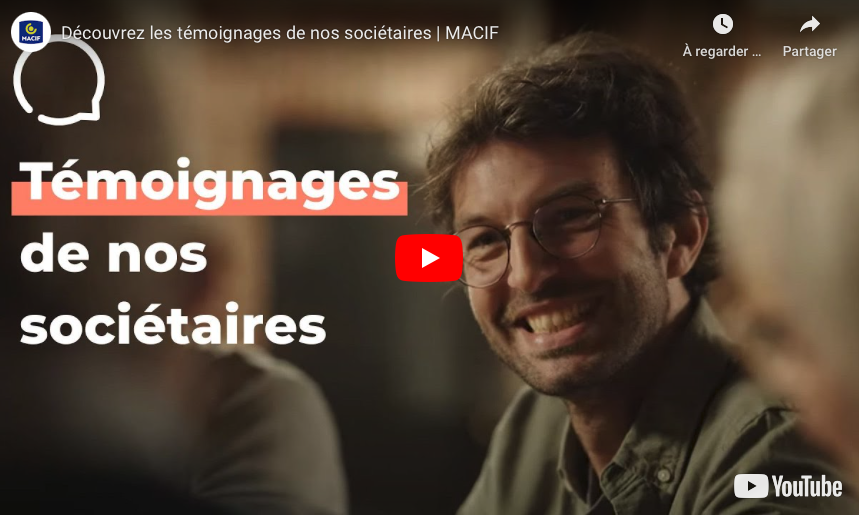 MACIF
Découvrez les témoignages de nos sociétaires | MACIF
À regarder ...
Partager
Témoignages
de nos
sociétaires
YouTube